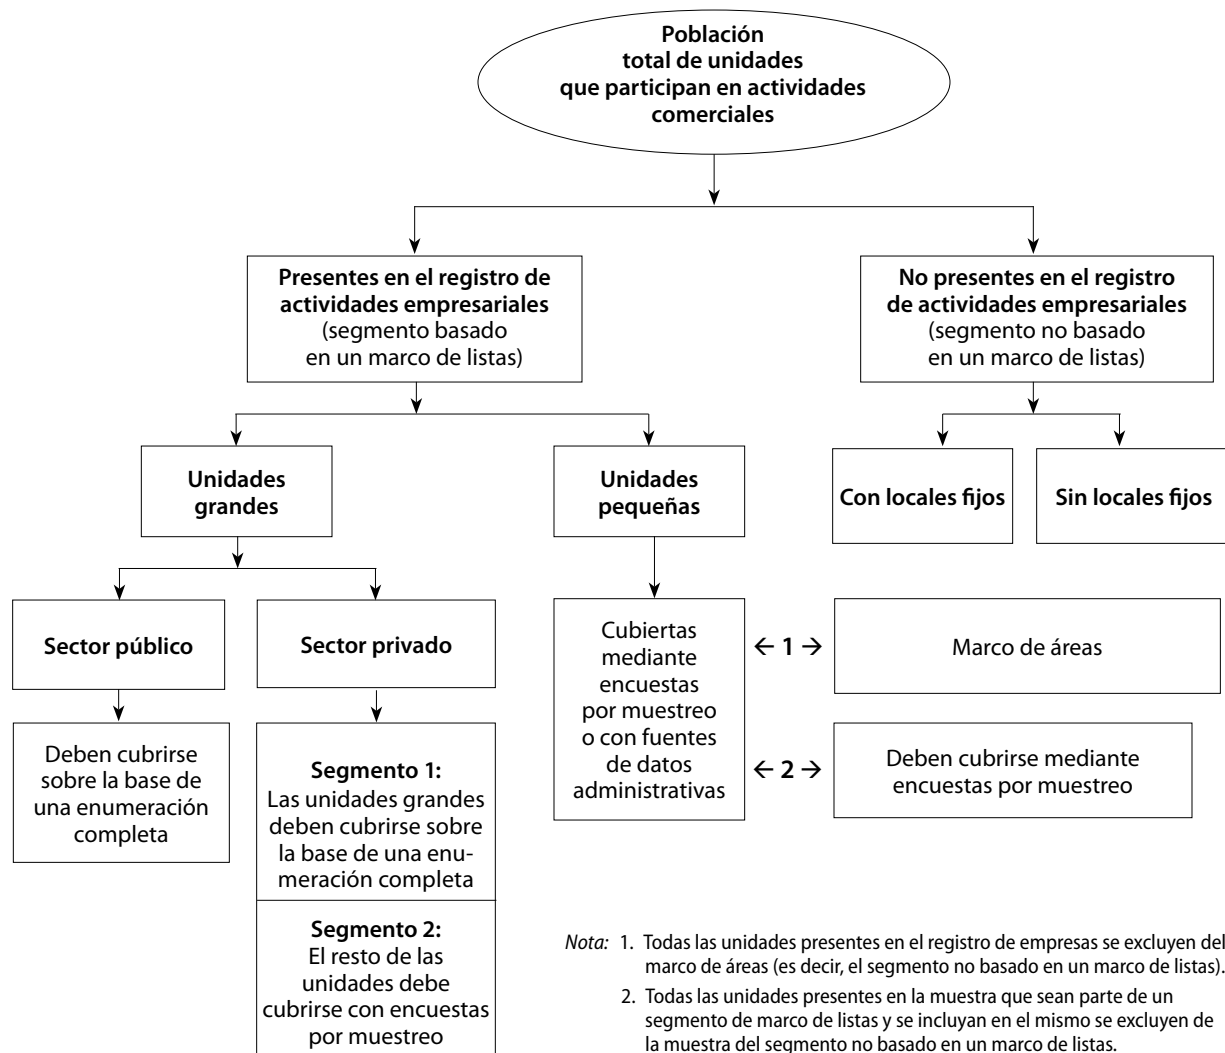 Población
total de unidades
que participan en actividades
comerciales
Presentes en el registro de
actividades empresariales
(segmento basado
en un marco de listas)
No presentes en el registro
de actividades empresariales
(segmento no basado
en un marco de listas)
Unidades
grandes
Unidades
pequeñas
Con locales fijos
Sin locales fijos
Sector público
Sector privado
Cubiertas
mediante
encuestas
por muestreo
o con fuentes
de datos
administrativas
← 1 →
Marco de áreas
← 2 →
Deben cubrirse mediante
encuestas por muestreo
Deben cubrirse
sobre la base de
una enumeración
completa
Segmento 1:
Las unidades grandes
deben cubrirse sobre
la base de una enu-
meración completa
Segmento 2:
El resto de las
unidades debe
cubrirse con encuestas
por muestreo
Nota: 1. Todas las unidades presentes en el registro de empresas se excluyen del
marco de áreas (es decir, el segmento no basado en un marco de listas).
2. Todas las unidades presentes en la muestra que sean parte de un
segmento de marco de listas y se incluyan en el mismo se excluyen de
la muestra del segmento no basado en un marco de listas.